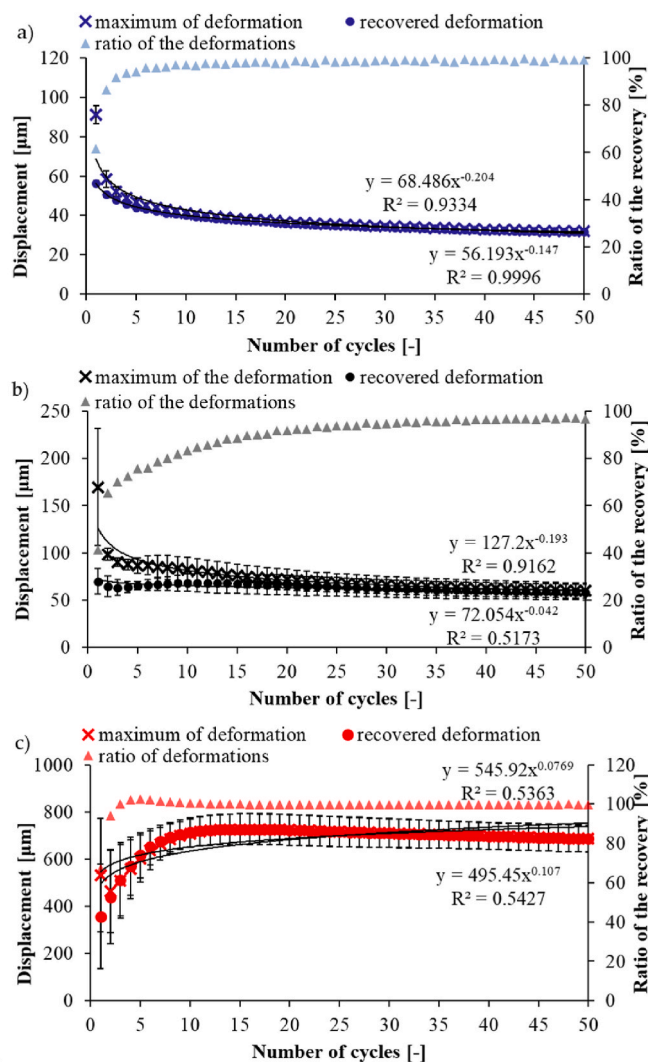 a)
× maximum of deformation ● recovered deformation
▲ ratio of the deformations
120
100
80
60
40
20
0
Displacement [µm]
100
80
60
40
20
0
Ratio of the recovery [%]
y = 68.486x^-0.204
R² = 0.9334
y = 56.193x^-0.147
R² = 0.9996
0 5 10 15 20 25 30 35 40 45 50
Number of cycles [-]
b)
× maximum of the deformation ● recovered deformation
▲ ratio of the deformations
250
200
150
100
50
0
Displacement [µm]
100
80
60
40
20
0
Ratio of the recovery [%]
y = 127.2x^-0.193
R² = 0.9162
y = 72.054x^-0.042
R² = 0.5173
0 5 10 15 20 25 30 35 40 45 50
Number of cycles [-]
c)
× maximum of deformation ● recovered deformation
▲ ratio of deformations
1000
800
600
400
200
0
Displacement [µm]
120
100
80
60
40
20
0
Ratio of the recovery [%]
y = 545.92x^0.0769
R² = 0.5363
y = 495.45x^0.107
R² = 0.5427
0 5 10 15 20 25 30 35 40 45 50
Number of cycles [-]